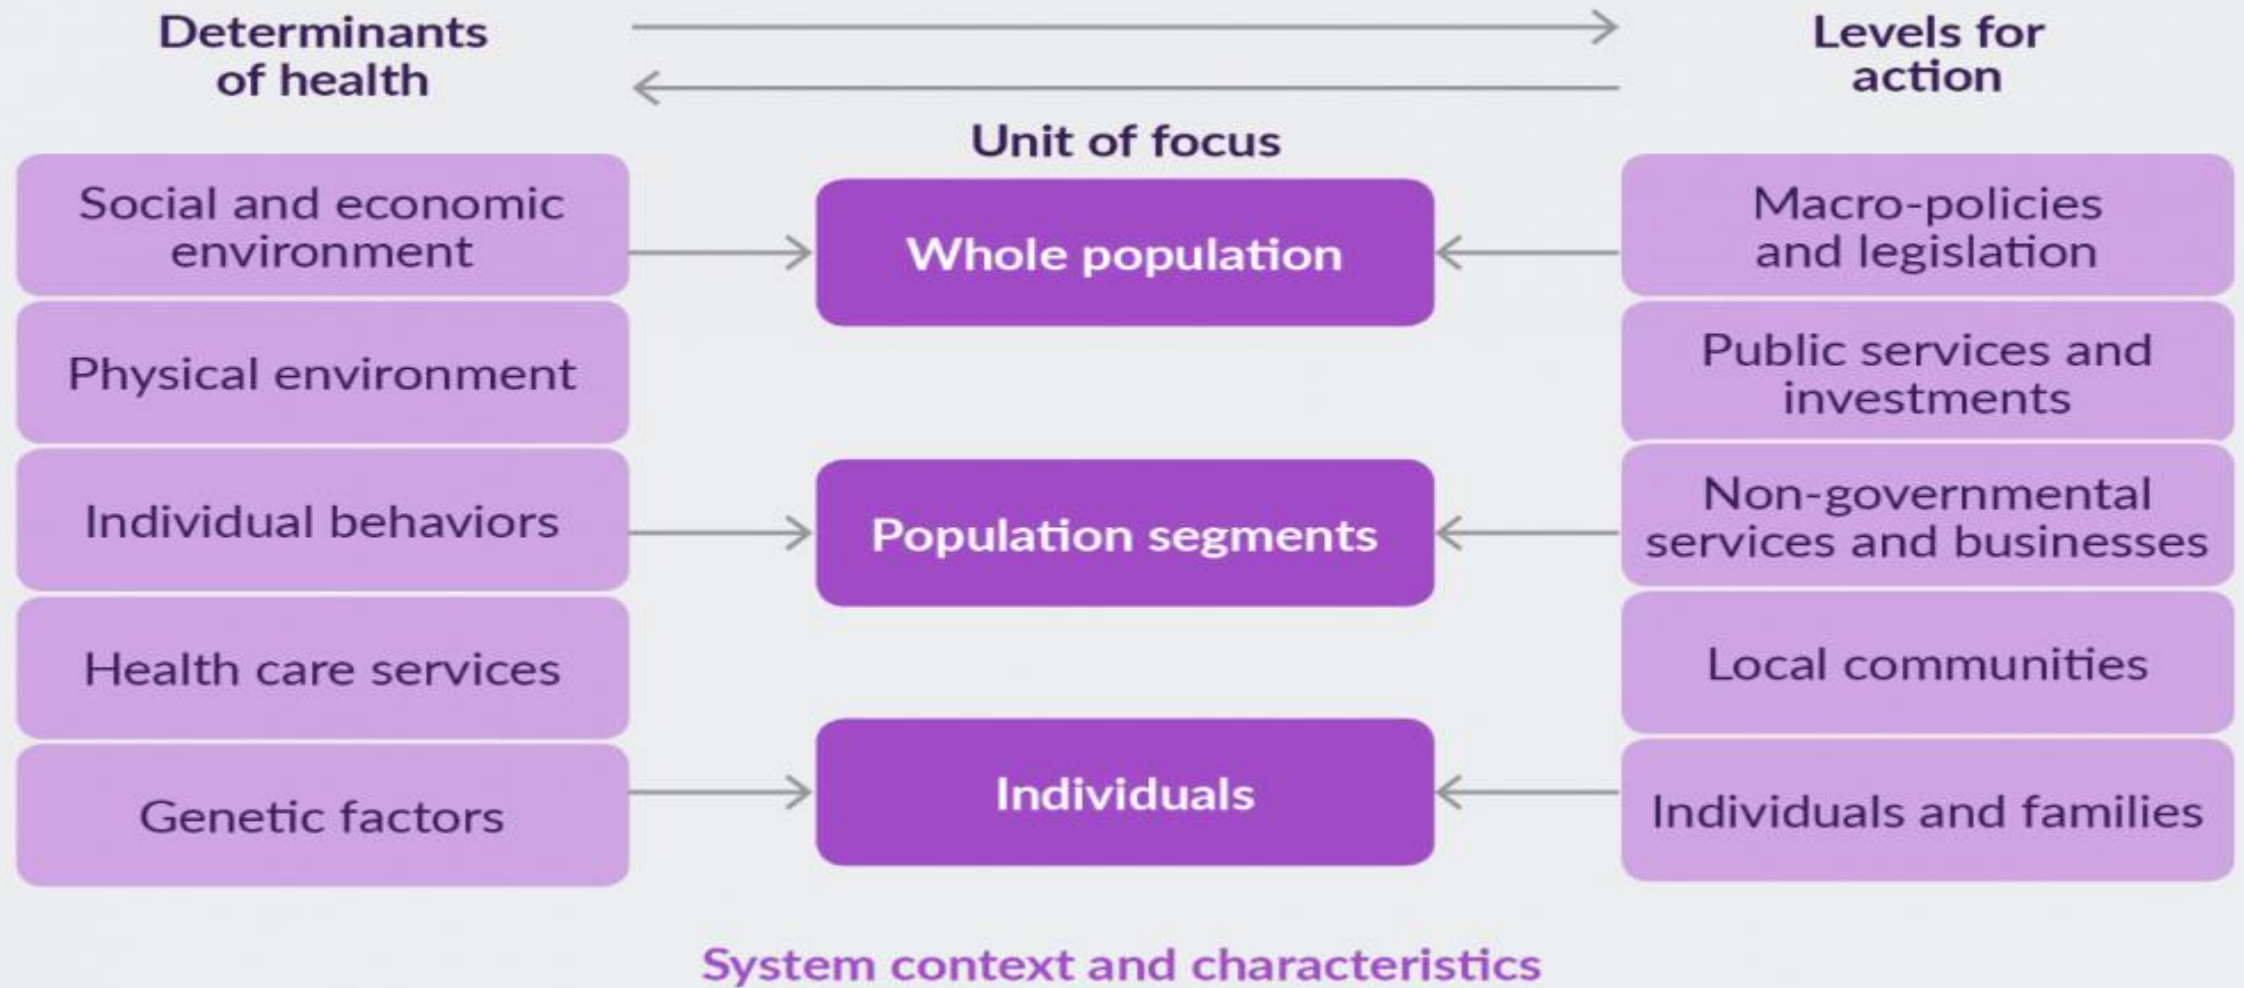 Determinants
of health
Levels for
action
Unit of focus
Social and economic
environment
Physical environment
Individual behaviors
Health care services
Genetic factors
Whole population
Population segments
Individuals
Macro-policies
and legislation
Public services and
investments
Non-governmental
services and businesses
Local communities
Individuals and families
System context and characteristics